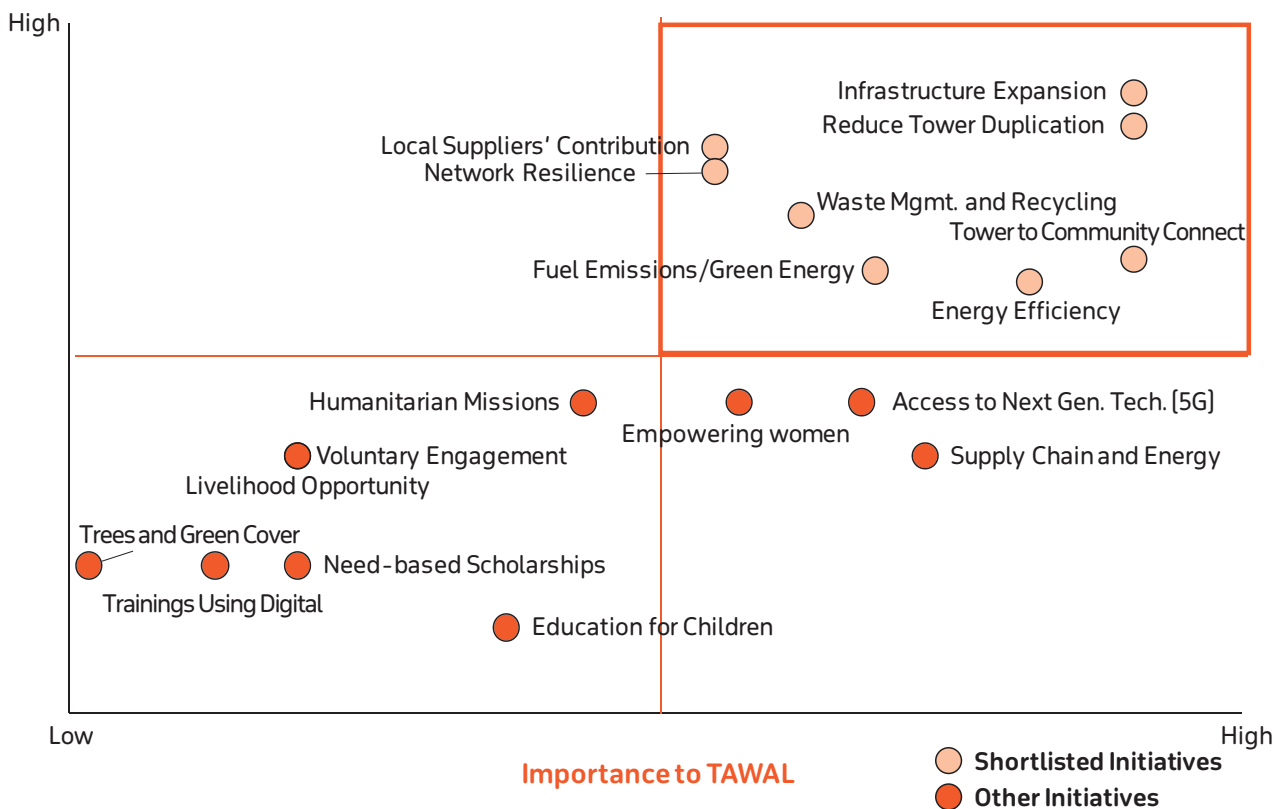 High
Infrastructure Expansion
Reduce Tower Duplication
Local Suppliers' Contribution
Network Resilience
Waste Mgmt. and Recycling
Tower to Community Connect
Fuel Emissions/Green Energy
Energy Efficiency
Humanitarian Missions
Access to Next Gen. Tech. (5G)
Empowering women
Voluntary Engagement
Supply Chain and Energy
Livelihood Opportunity
Trees and Green Cover
Need-based Scholarships
Trainings Using Digital
Education for Children
Low
High
Importance to TAWAL
Shortlisted Initiatives
Other Initiatives